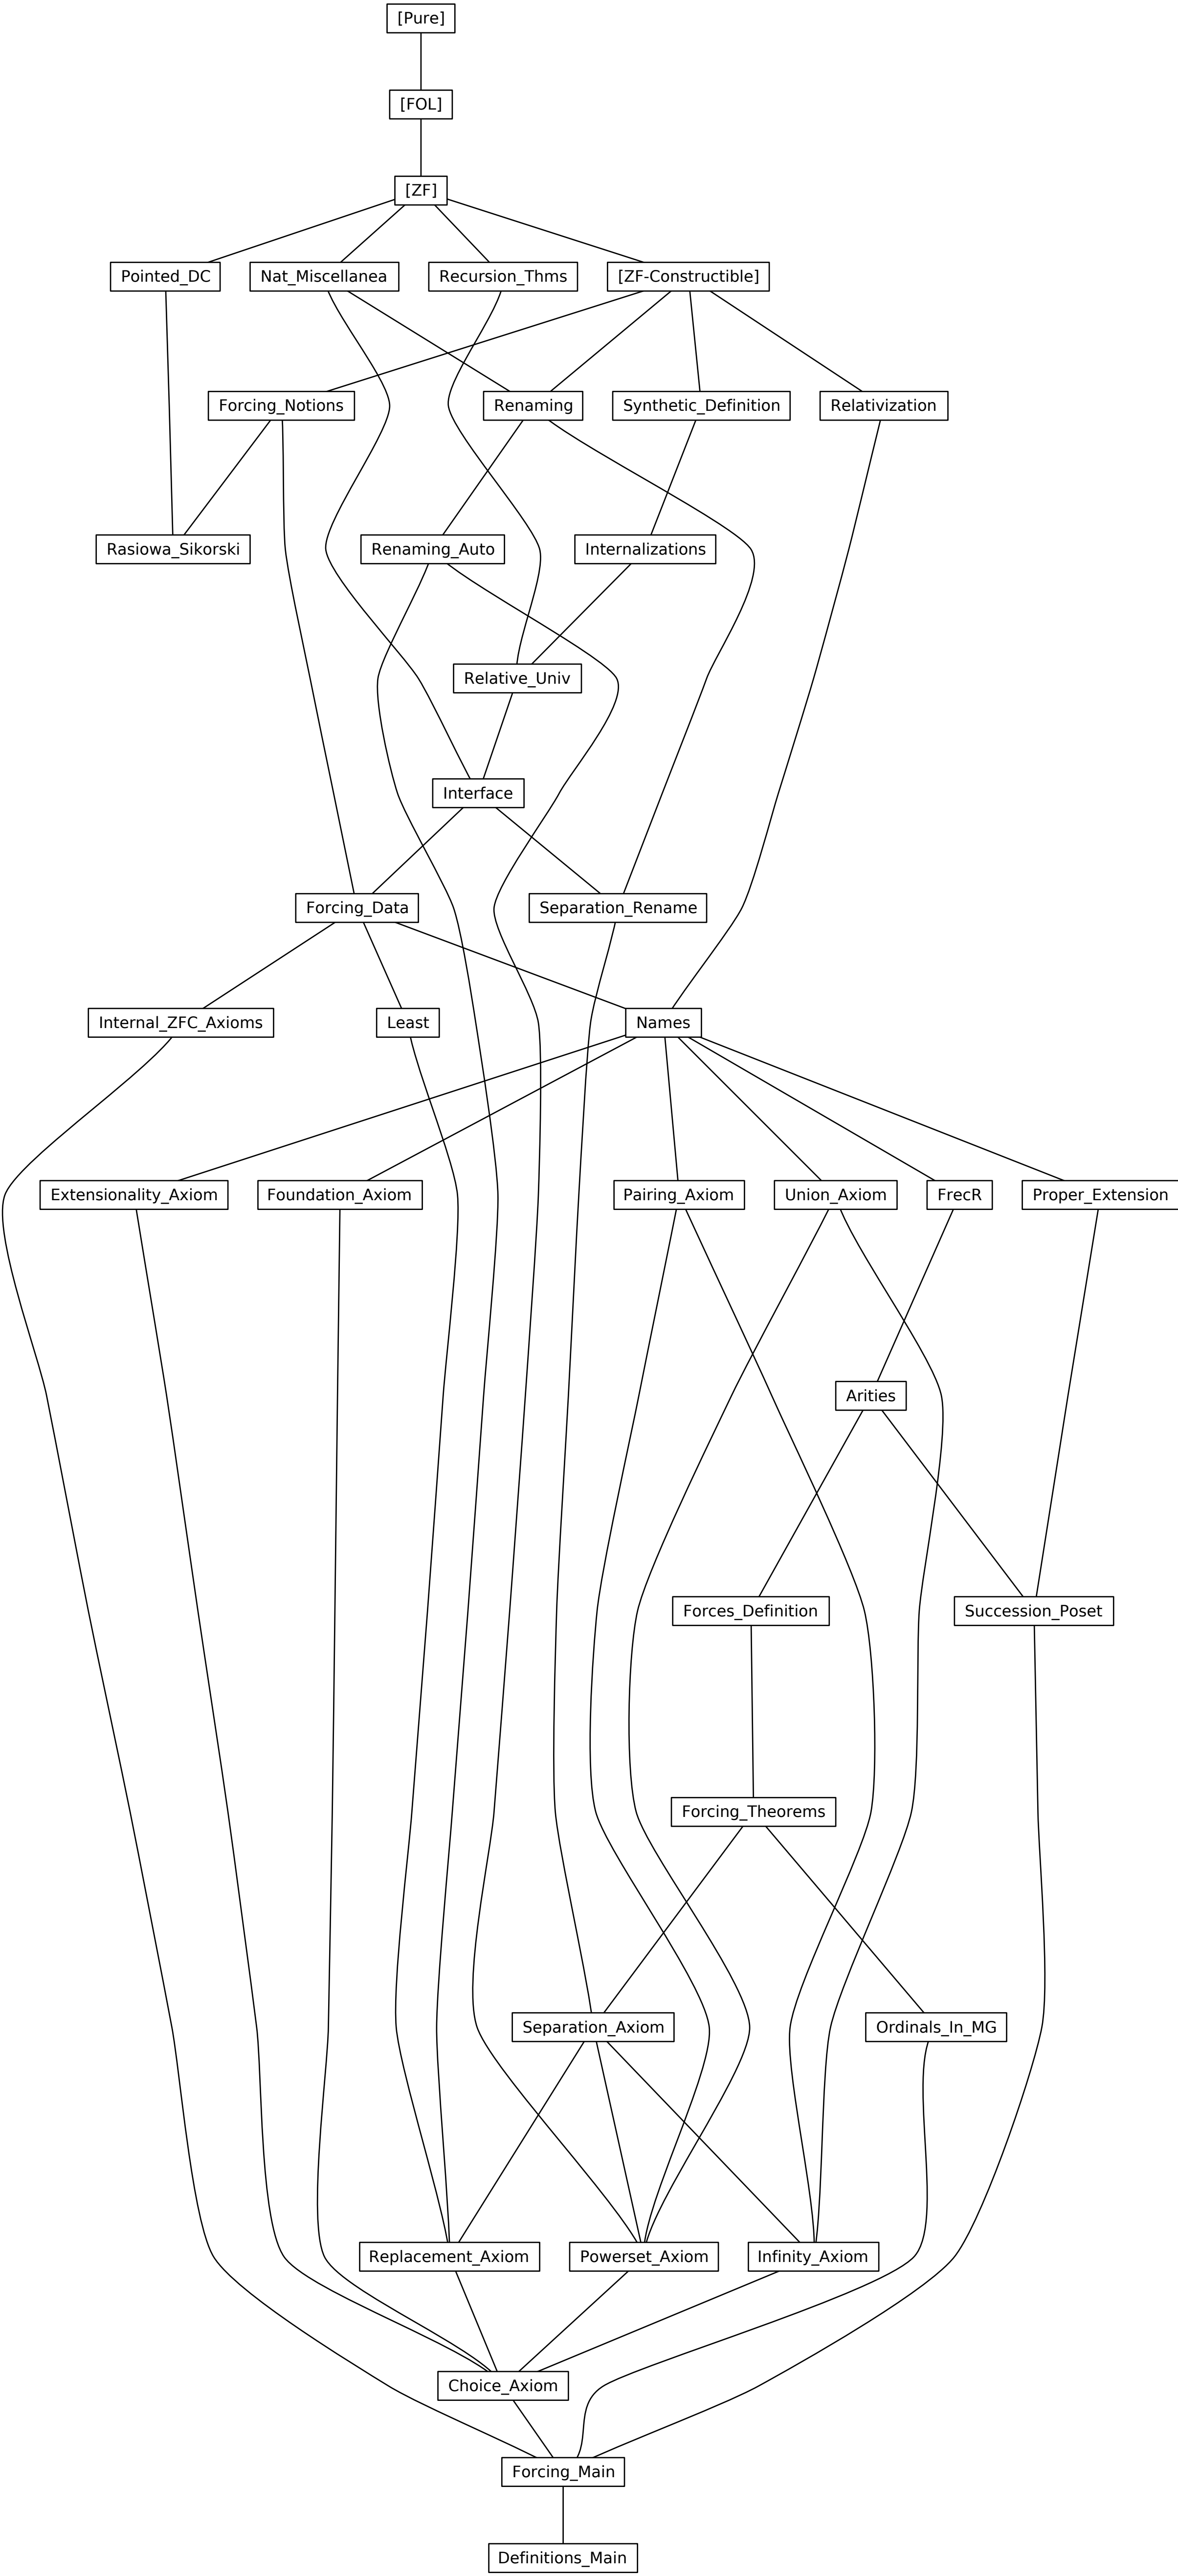 [Pure]
[FOL]
[ZF]
Pointed_DC
Nat_Miscellanea
Recursion_Thms
[ZF-Constructible]
Forcing_Notions
Renaming
Synthetic_Definition
Relativization
Rasiowa_Sikorski
Renaming_Auto
Internalizations
Relative_Univ
Interface
Forcing_Data
Separation_Rename
Internal_ZFC_Axioms
Least
Names
Extensionality_Axiom
Foundation_Axiom
Pairing_Axiom
Union_Axiom
FrecR
Proper_Extension
Arities
Forces_Definition
Succession_Poset
Forcing_Theorems
Separation_Axiom
Ordinals_In_MG
Replacement_Axiom
Powerset_Axiom
Infinity_Axiom
Choice_Axiom
Forcing_Main
Definitions_Main